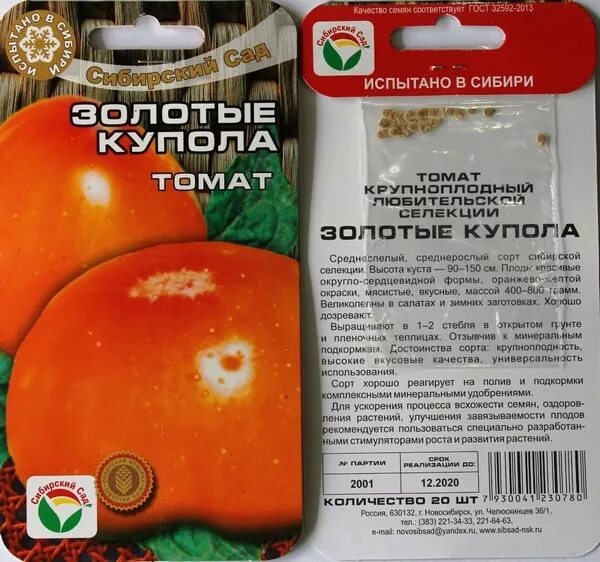 ИСПЫТАНО В СИБИРИ
Сибирский Сад
ЗОЛОТЫЕ
КУПОЛА
ТОМАТ
Сибирский Сад
Качество семян соответствует ГОСТ 32592-2013
Сибирский Сад
ИСПЫТАНО В СИБИРИ
ТОМАТ
КРУПНОПЛОДНЫЙ
ЛЮБИТЕЛЬСКОЙ
СЕЛЕКЦИИ
ЗОЛОТЫЕ КУПОЛА
Среднеспелый, среднерослый сорт сибирской
селекции. Высота куста — 90–150 см. Плоды красивые
округло-сердцевидной формы, оранжево-желтой
окраски, мясистые, вкусные, массой 400–800 грамм.
Великолепны в салатах и зимних заготовках. Хорошо
дозревают.
Выращивают в 1–2 стебля в открытом грунте
и пленочных теплицах. Отзывчив к минеральным
подкормкам. Достоинства сорта: крупноплодность,
высокие вкусовые качества, универсальность
использования.
Сорт хорошо реагирует на полив и подкормки
комплексными минеральными удобрениями.
Для ускорения процесса всхожести семян, оздоров-
ления растений, улучшения завязываемости плодов
рекомендуется пользоваться специально разработан-
ными стимуляторами роста и развития растений.
№ ПАРТИИ
СРОК
РЕАЛИЗАЦИИ ДО:
2001
12.2020
КОЛИЧЕСТВО 20 ШТ
7 930041 230780
Россия, 630132, г. Новосибирск, ул. Челюскинцев 36/1,
тел.: (383) 221-34-33, 221-64-63,
e-mail: novosibsad@yandex.ru, www.sibsad-nsk.ru